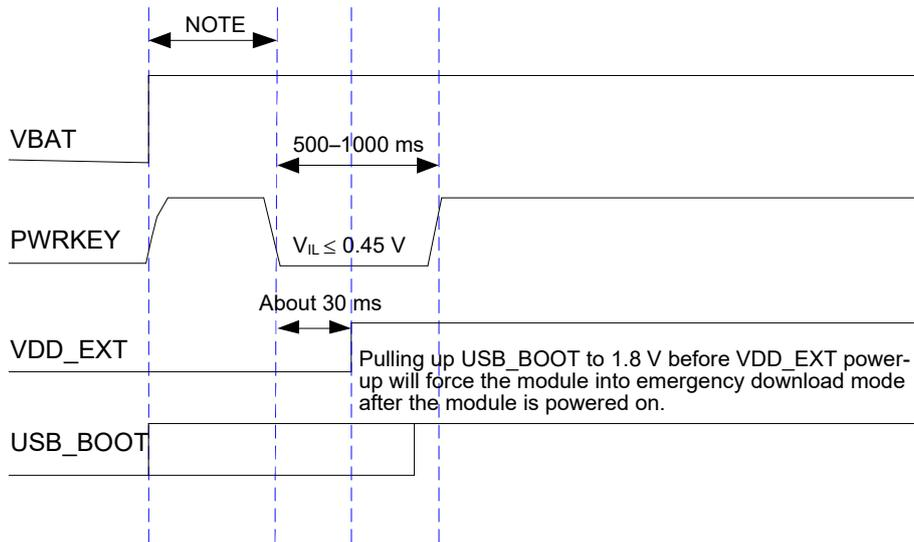 NOTE
VBAT
500–1000 ms
PWRKEY
VIL ≤ 0.45 V
About 30 ms
VDD_EXT
Pulling up USB_BOOT to 1.8 V before VDD_EXT power-
up will force the module into emergency download mode
after the module is powered on.
USB_BOOT